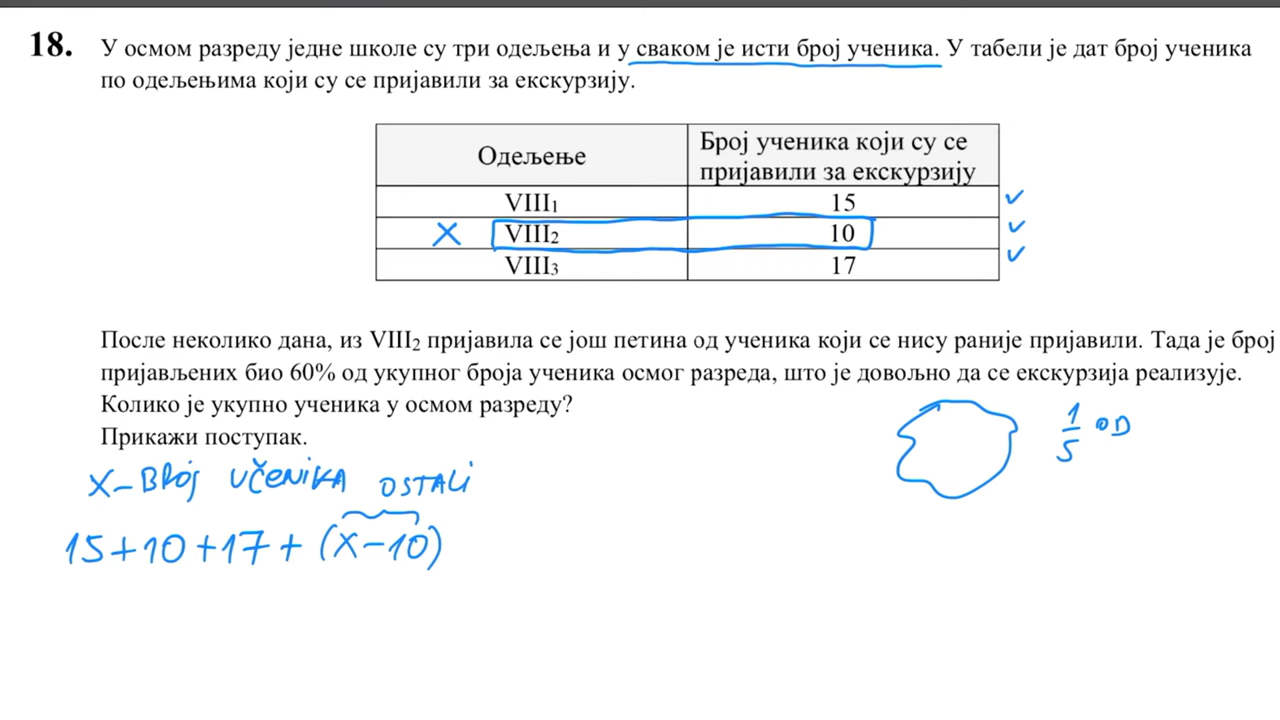 18. У осмом разреду једне школе су три одељења и у сваком је исти број ученика. У табели је дат број ученика
по одељењима који су се пријавили за екскурзију.
Одељење
Број ученика који су се
пријавили за екскурзију
VIII₁ 15 ✓
X VIII₂ 10 ✓
VIII₃ 17 ✓
После неколико дана, из VIII₂ пријавила се још петина од ученика који се нису раније пријавили. Тада је број
пријављених био 60% од укупног броја ученика осмог разреда, што је довољно да се екскурзија реализује.
Колико је укупно ученика у осмом разреду?
Прикажи поступак.
1/5 OD
X – BROJ UČENIKA OSTALI
15+10+17+(X–10)